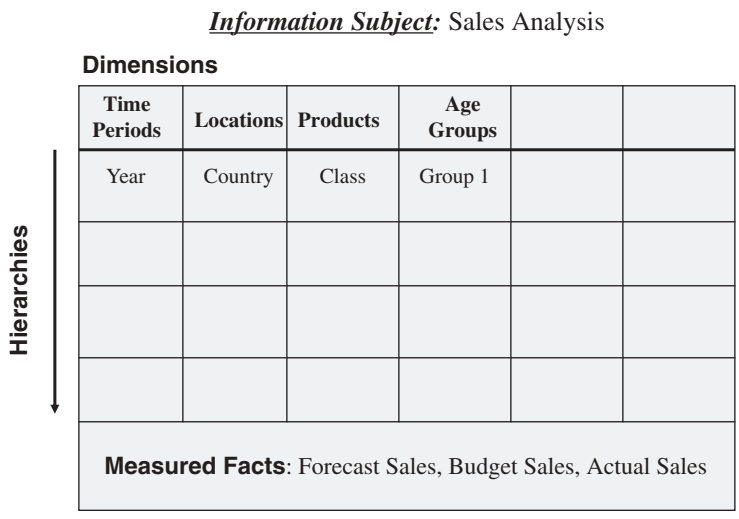 Information Subject: Sales Analysis
Dimensions
Time Periods Locations Products Age Groups
Year Country Class Group 1
Hierarchies
Measured Facts: Forecast Sales, Budget Sales, Actual Sales